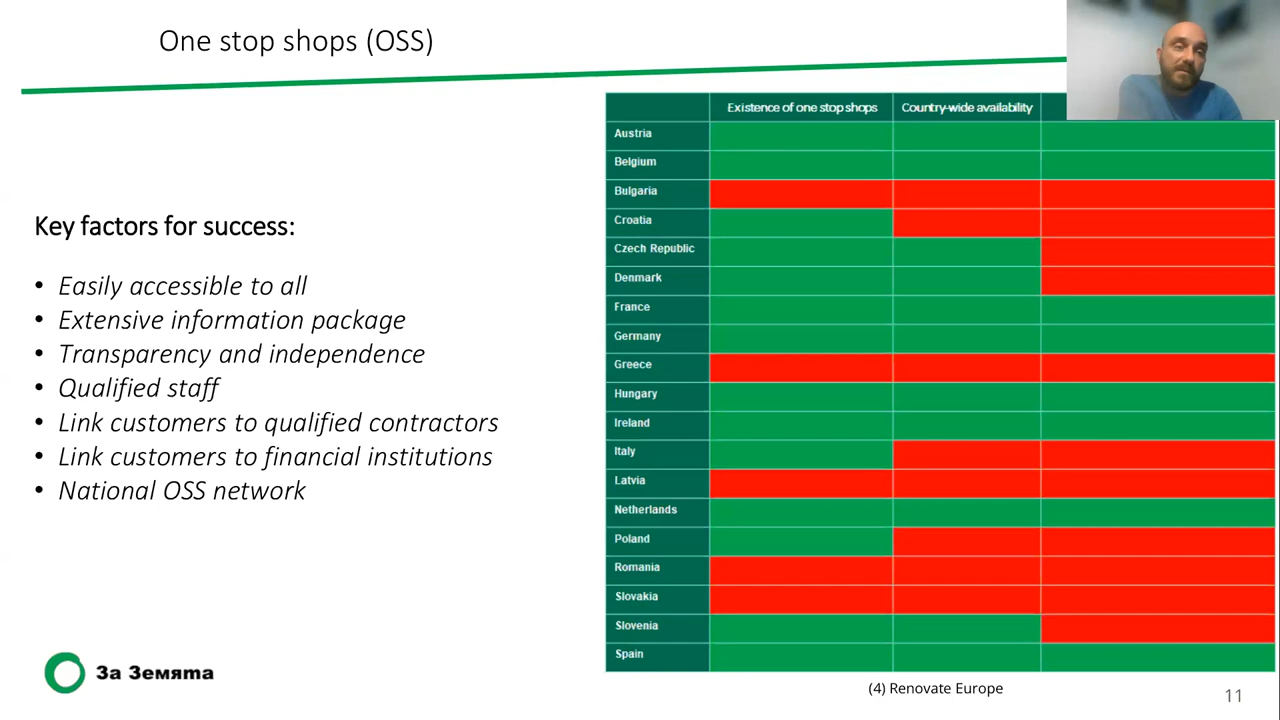 One stop shops (OSS)
Key factors for success:
• Easily accessible to all
• Extensive information package
• Transparency and independence
• Qualified staff
• Link customers to qualified contractors
• Link customers to financial institutions
• National OSS network
Existence of one stop shops Country-wide availability
Austria
Belgium
Bulgaria
Croatia
Czech Republic
Denmark
France
Germany
Greece
Hungary
Ireland
Italy
Latvia
Netherlands
Poland
Romania
Slovakia
Slovenia
Spain
За Земята
(4) Renovate Europe
11